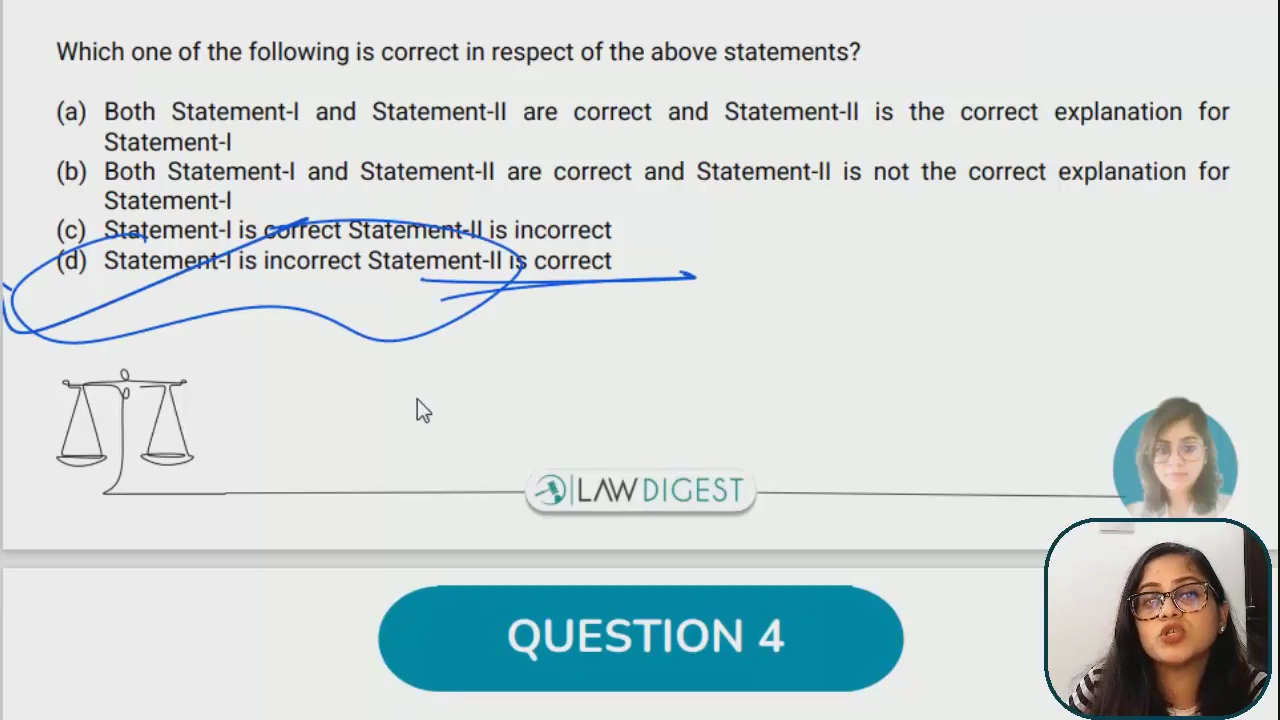 Which one of the following is correct in respect of the above statements?
(a) Both Statement-I and Statement-II are correct and Statement-II is the correct explanation for
Statement-I
(b) Both Statement-I and Statement-II are correct and Statement-II is not the correct explanation for
Statement-I
(c) Statement-I is correct Statement-II is incorrect
(d) Statement-I is incorrect Statement-II is correct
LAWDIGEST
QUESTION 4